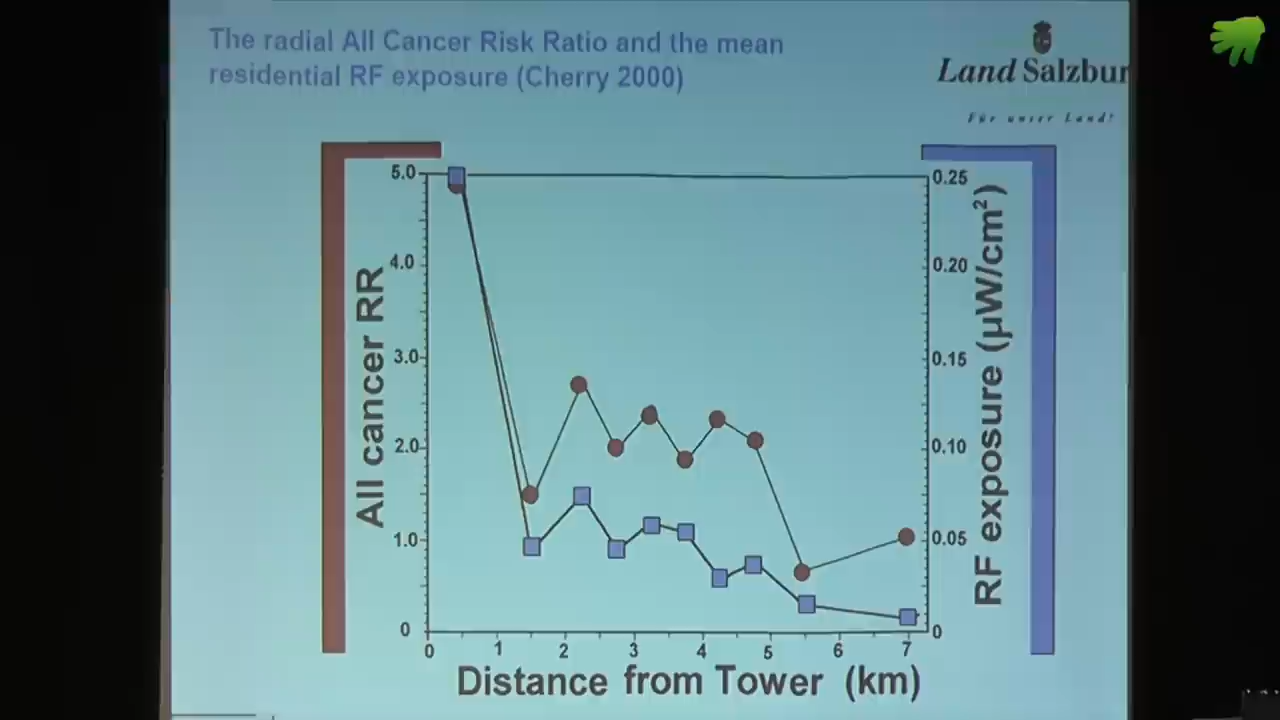 The radial All Cancer Risk Ratio and the mean
residential RF exposure (Cherry 2000)
Land Salzbur
Für unser Land!
All cancer RR
5.0
4.0
3.0
2.0
1.0
0
0.25
0.20
0.15
0.10
0.05
0
RF exposure (µW/cm²)
0 1 2 3 4 5 6 7
Distance from Tower (km)